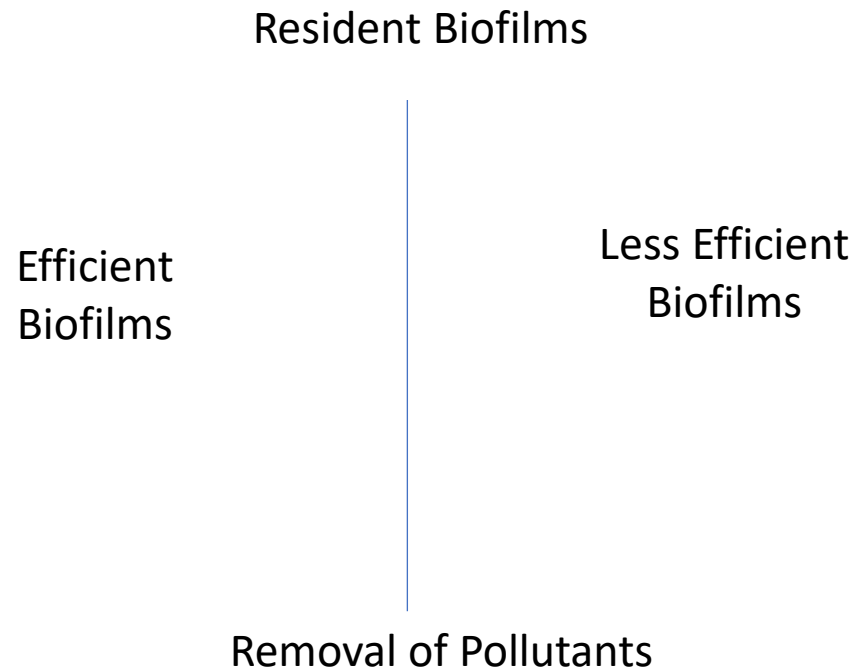 Resident Biofilms
Efficient
Biofilms
Less Efficient
Biofilms
Removal of Pollutants